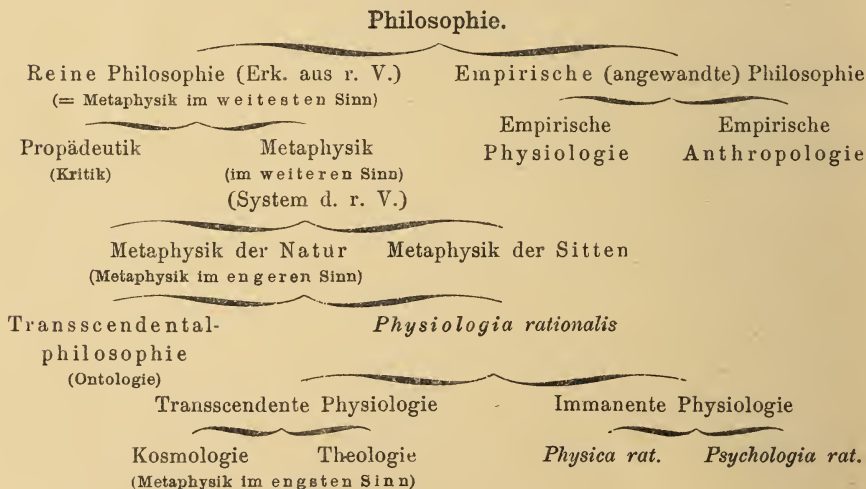 Philosophie.
Reine Philosophie (Erk. aus r. V.) Empirische (angewandte) Philosophie
(= Metaphysik im weitesten Sinn)
Empirische Empirische
Propädeutik Metaphysik Physiologie Anthropologie
(Kritik) (im weiteren Sinn)
(System d. r. V.)
Metaphysik der Natur Metaphysik der Sitten
(Metaphysik im engeren Sinn)
Transscendental- Physiologia rationalis
philosophie
(Ontologie)
Transscendente Physiologie Immanente Physiologie
Kosmologie Theologie Physica rat. Psychologia rat.
(Metaphysik im engsten Sinn)